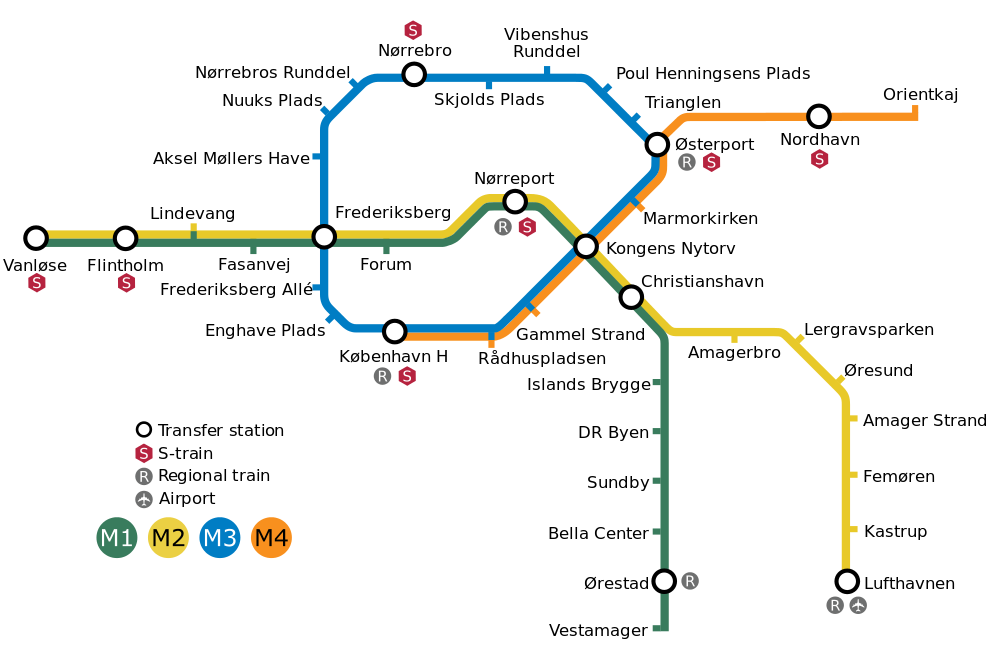 S
Nørrebro
Vibenshus
Runddel
Nørrebros Runddel
Poul Henningsens Plads
Nuuks Plads
Skjolds Plads
Trianglen
Orientkaj
Østerport
R S
Nordhavn
S
Aksel Møllers Have
Nørreport
R S
Lindevang
Frederiksberg
Marmorkirken
Kongens Nytorv
Vanløse
S
Flintholm
S
Fasanvej
Forum
Christianshavn
Frederiksberg Allé
Enghave Plads
København H
R S
Rådhuspladsen
Gammel Strand
Amagerbro
Lergravsparken
Øresund
Islands Brygge
Amager Strand
DR Byen
Femøren
Sundby
Kastrup
Bella Center
Ørestad
R
Lufthavnen
R
Vestamager
Transfer station
S S-train
R Regional train
Airport
M1 M2 M3 M4